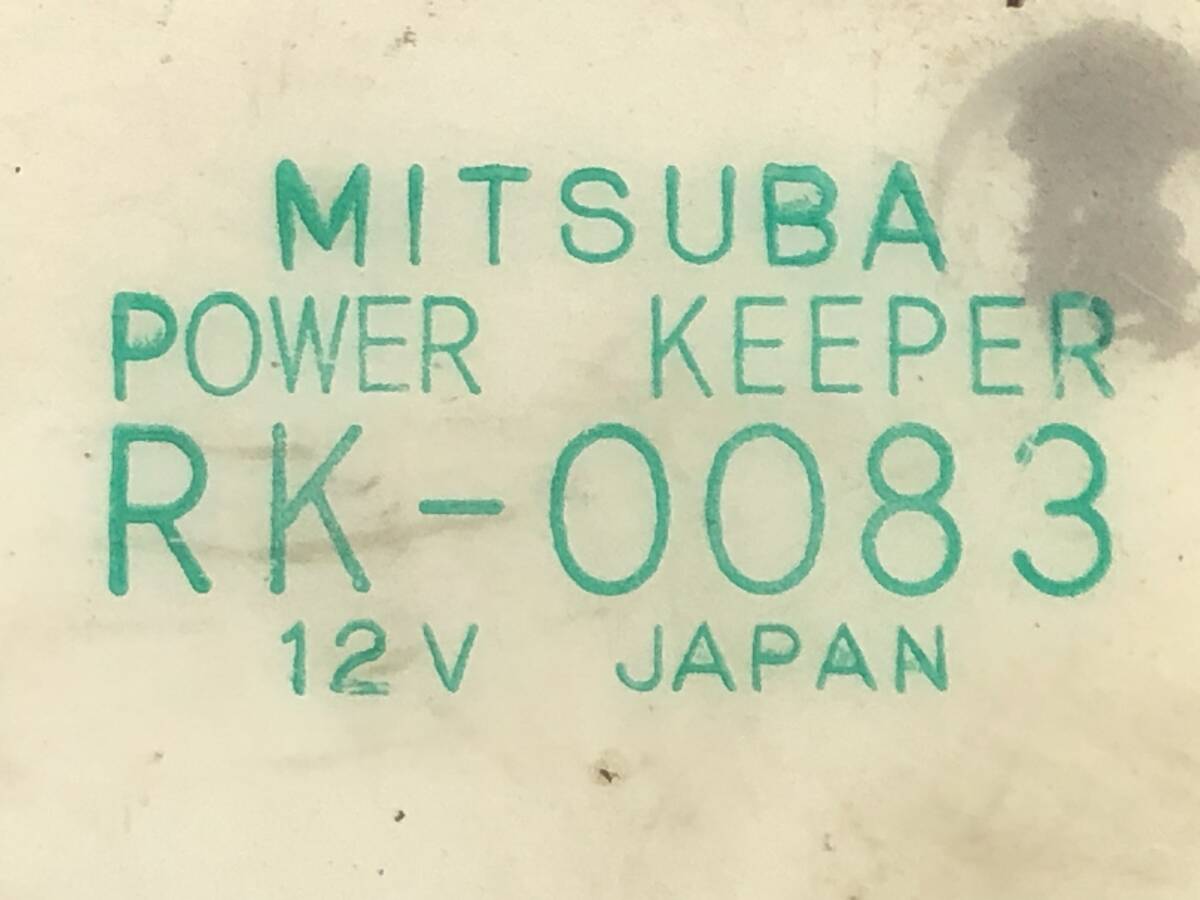 MITSUBA
POWER KEEPER
RK-0083
12V JAPAN